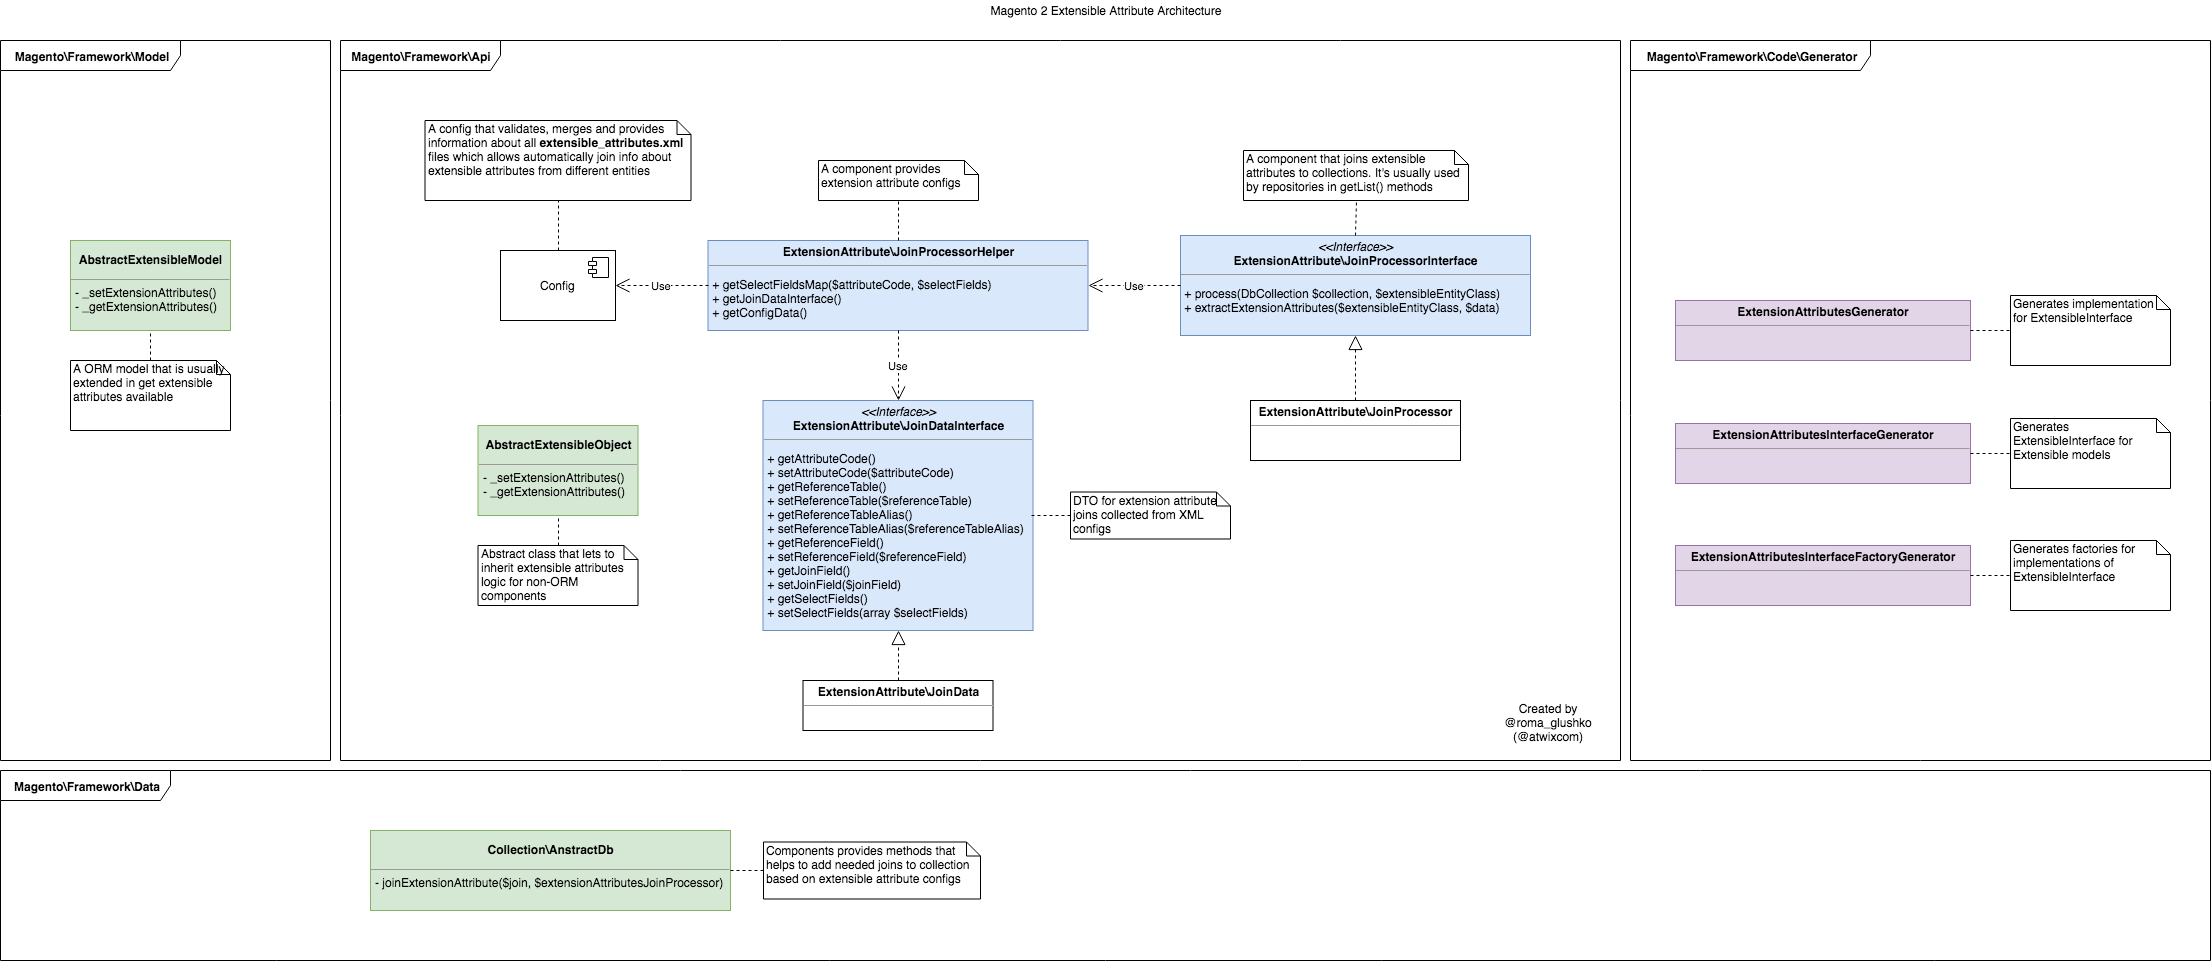 Magento 2 Extensible Attribute Architecture
Magento\Framework\Model
AbstractExtensibleModel
- _setExtensionAttributes()
- _getExtensionAttributes()
A ORM model that is usually
extended in get extensible
attributes available
Magento\Framework\Api
A config that validates, merges and provides
information about all extensible_attributes.xml
files which allows automatically join info about
extensible attributes from different entities
Config
Use
A component provides
extension attribute configs
ExtensionAttribute\JoinProcessorHelper
+ getSelectFieldsMap($attributeCode, $selectFields)
+ getJoinDataInterface()
+ getConfigData()
Use
A component that joins extensible
attributes to collections. It's usually used
by repositories in getList() methods
<<Interface>>
ExtensionAttribute\JoinProcessorInterface
+ process(DbCollection $collection, $extensibleEntityClass)
+ extractExtensionAttributes($extensibleEntityClass, $data)
Use
ExtensionAttribute\JoinProcessor
AbstractExtensibleObject
- _setExtensionAttributes()
- _getExtensionAttributes()
Abstract class that lets to
inherit extensible attributes
logic for non-ORM
components
<<Interface>>
ExtensionAttribute\JoinDataInterface
+ getAttributeCode()
+ setAttributeCode($attributeCode)
+ getReferenceTable()
+ setReferenceTable($referenceTable)
+ getReferenceTableAlias()
+ setReferenceTableAlias($referenceTableAlias)
+ getReferenceField()
+ setReferenceField($referenceField)
+ getJoinField()
+ setJoinField($joinField)
+ getSelectFields()
+ setSelectFields(array $selectFields)
DTO for extension attribute
joins collected from XML
configs
ExtensionAttribute\JoinData
Created by
@roma_glushko
(@atwixcom)
Magento\Framework\Code\Generator
ExtensionAttributesGenerator
Generates implementation
for ExtensibleInterface
ExtensionAttributesInterfaceGenerator
Generates
ExtensibleInterface for
Extensible models
ExtensionAttributesInterfaceFactoryGenerator
Generates factories for
implementations of
ExtensibleInterface
Magento\Framework\Data
Collection\AnstractDb
- joinExtensionAttribute($join, $extensionAttributesJoinProcessor)
Components provides methods that
helps to add needed joins to collection
based on extensible attribute configs